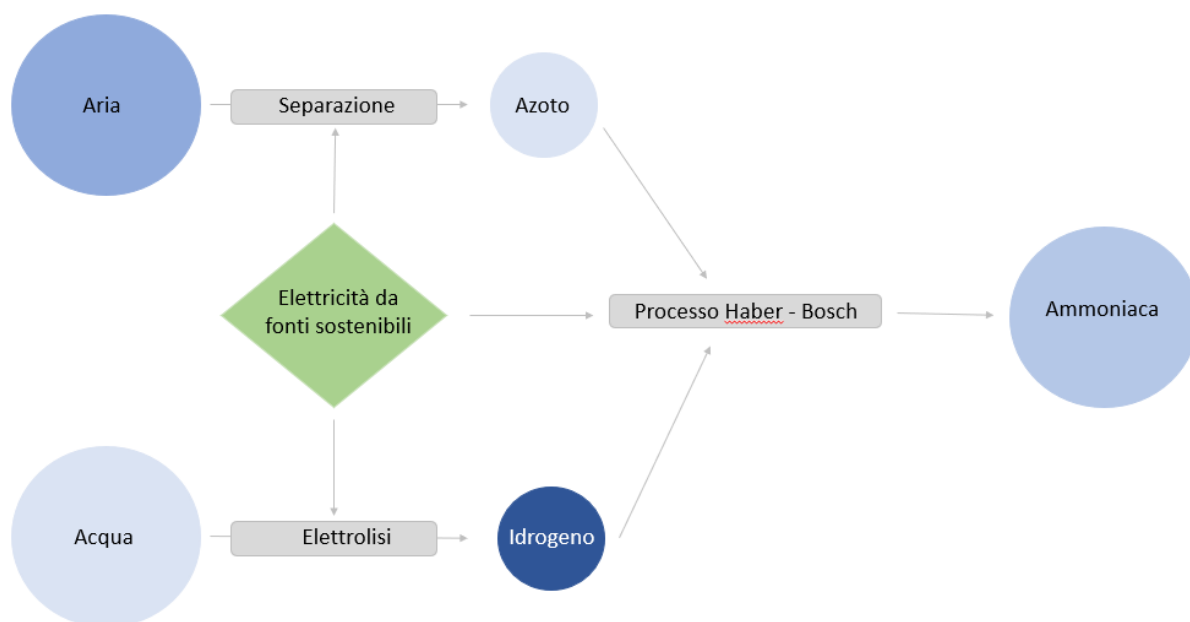 Aria
Separazione
Azoto
Elettricità da
fonti sostenibili
Processo Haber - Bosch
Ammoniaca
Acqua
Elettrolisi
Idrogeno